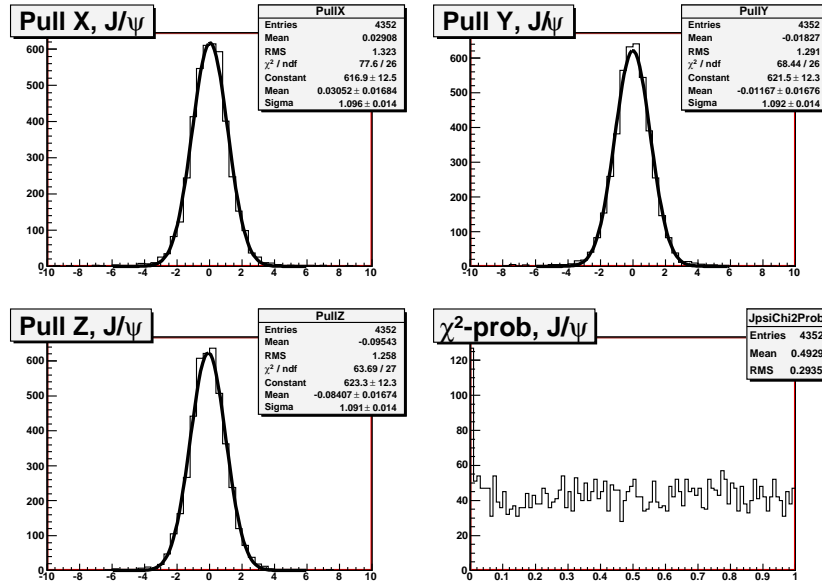 Pull X, J/ψ
PullX
Entries 4352
Mean 0.02908
RMS 1.323
χ² / ndf 77.6 / 26
Constant 616.9 ± 12.5
Mean 0.03052 ± 0.01684
Sigma 1.096 ± 0.014
600
500
400
300
200
100
0
-10 -8 -6 -4 -2 0 2 4 6 8 10
Pull Y, J/ψ
PullY
Entries 4352
Mean -0.01827
RMS 1.291
χ² / ndf 68.44 / 26
Constant 621.5 ± 12.3
Mean -0.01167 ± 0.01676
Sigma 1.092 ± 0.014
600
500
400
300
200
100
0
-10 -8 -6 -4 -2 0 2 4 6 8 10
Pull Z, J/ψ
PullZ
Entries 4352
Mean -0.09543
RMS 1.258
χ² / ndf 63.69 / 27
Constant 623.3 ± 12.3
Mean -0.08407 ± 0.01674
Sigma 1.091 ± 0.014
600
500
400
300
200
100
0
-10 -8 -6 -4 -2 0 2 4 6 8 10
χ²-prob, J/ψ
JpsiChi2Prob
Entries 4352
Mean 0.4929
RMS 0.2935
120
100
80
60
40
20
0
0 0.1 0.2 0.3 0.4 0.5 0.6 0.7 0.8 0.9 1